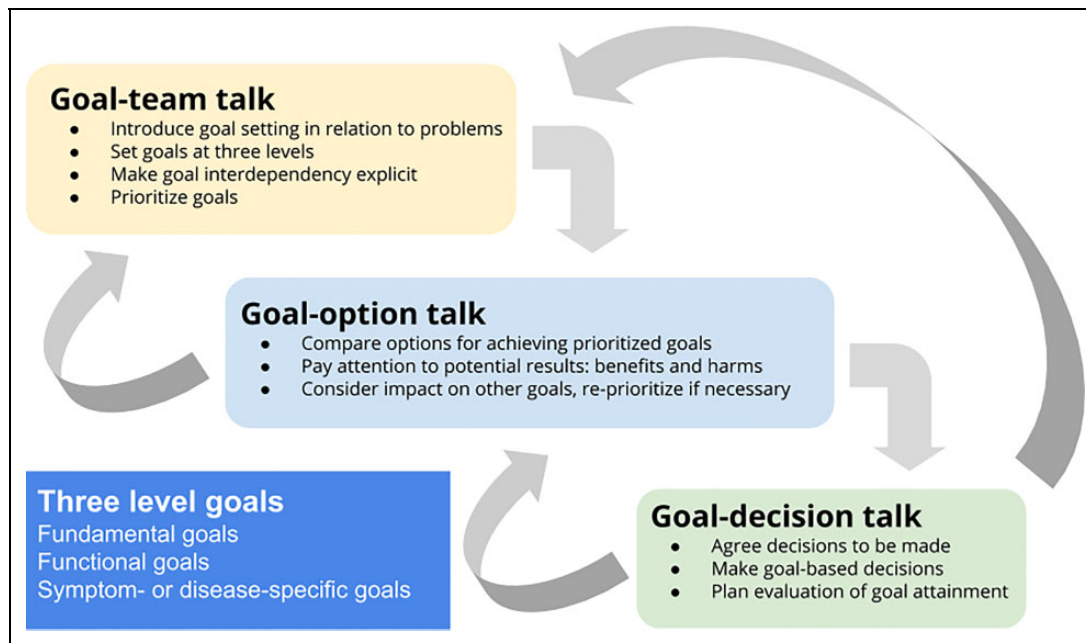 Goal-team talk
● Introduce goal setting in relation to problems
● Set goals at three levels
● Make goal interdependency explicit
● Prioritize goals
Goal-option talk
● Compare options for achieving prioritized goals
● Pay attention to potential results: benefits and harms
● Consider impact on other goals, re-prioritize if necessary
Three level goals
Fundamental goals
Functional goals
Symptom- or disease-specific goals
Goal-decision talk
● Agree decisions to be made
● Make goal-based decisions
● Plan evaluation of goal attainment